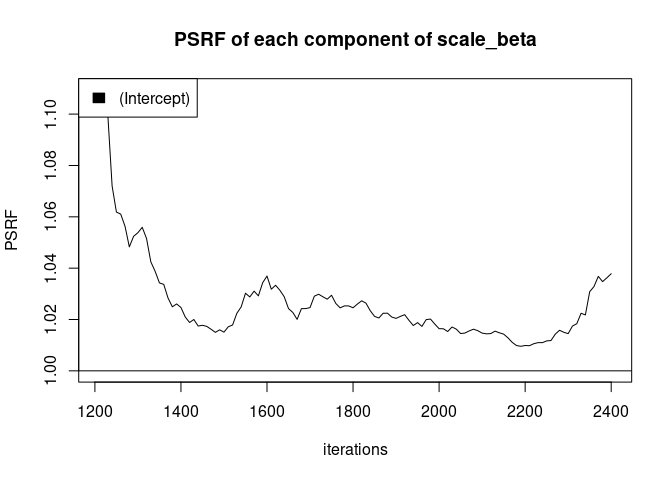 PSRF of each component of scale_beta
(Intercept)
1.10
1.08
1.06
1.04
1.02
1.00
PSRF
1200 1400 1600 1800 2000 2200 2400
iterations